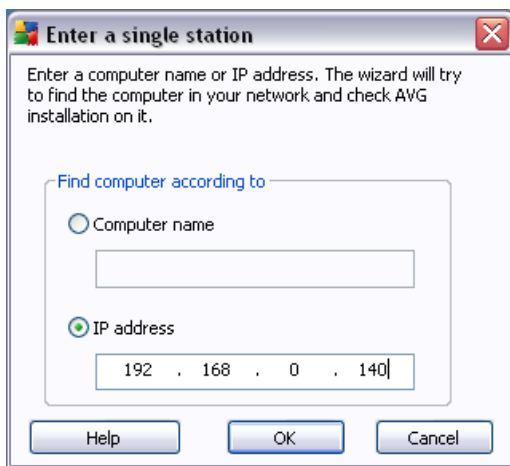 Enter a single station
Enter a computer name or IP address. The wizard will try
to find the computer in your network and check AVG
installation on it.
Find computer according to
Computer name
IP address
192 . 168 . 0 . 140
Help OK Cancel